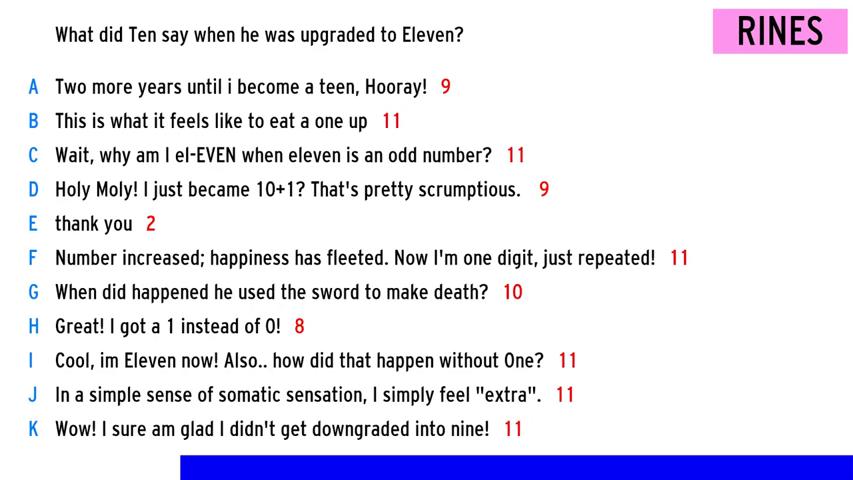 What did Ten say when he was upgraded to Eleven?
RINES
A Two more years until i become a teen, Hooray! 9
B This is what it feels like to eat a one up 11
C Wait, why am I el-EVEN when eleven is an odd number? 11
D Holy Moly! I just became 10+1? That's pretty scrumptious. 9
E thank you 2
F Number increased; happiness has fleeted. Now I'm one digit, just repeated! 11
G When did happened he used the sword to make death? 10
H Great! I got a 1 instead of 0! 8
I Cool, im Eleven now! Also.. how did that happen without One? 11
J In a simple sense of somatic sensation, I simply feel "extra". 11
K Wow! I sure am glad I didn't get downgraded into nine! 11